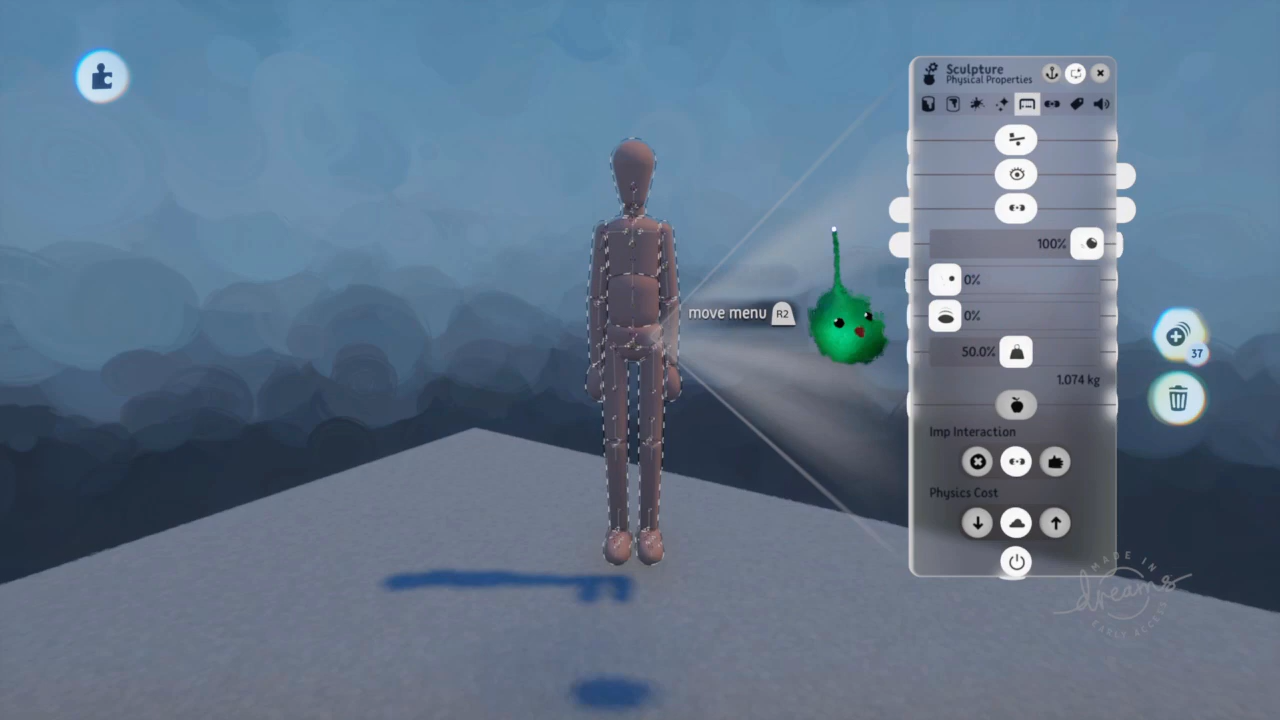 Sculpture
Physical Properties
move menu R2
100%
0%
0%
50.0%
37
1.074 kg
Imp Interaction
Physics Cost
MADE IN
dreams
EARLY ACCESS